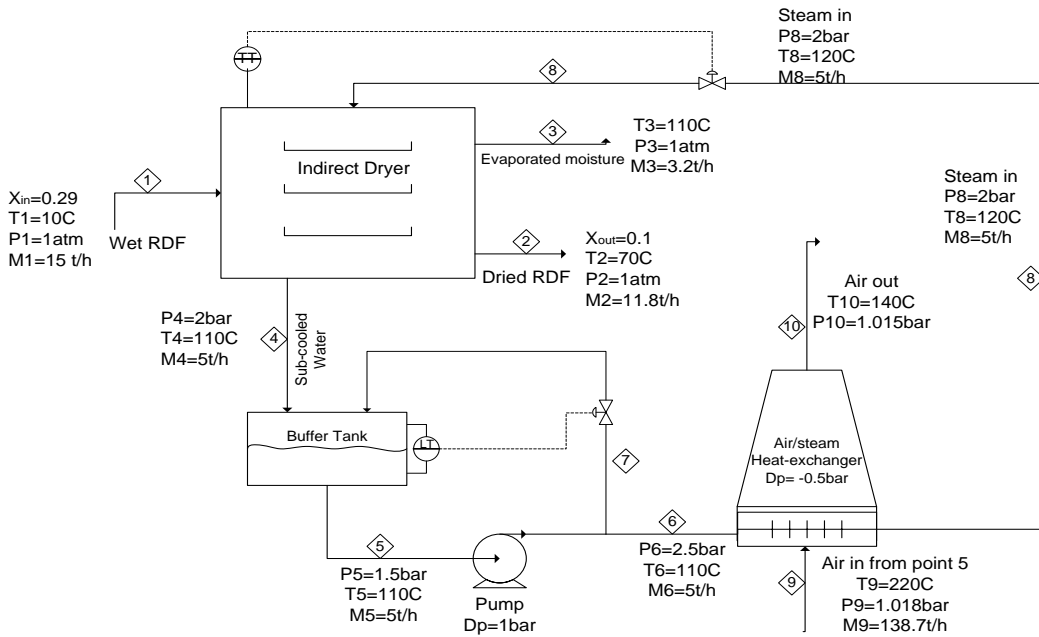 Steam in
P8=2bar
T8=120C
M8=5t/h
TT
8
3
T3=110C
P3=1atm
M3=3.2t/h
Evaporated moisture
Indirect Dryer
Xin=0.29
T1=10C
P1=1atm
M1=15 t/h
1
Wet RDF
2
Dried RDF
Xout=0.1
T2=70C
P2=1atm
M2=11.8t/h
Steam in
P8=2bar
T8=120C
M8=5t/h
8
P4=2bar
T4=110C
M4=5t/h
4
Sub-cooled
Water
Air out
T10=140C
P10=1.015bar
10
Buffer Tank
LT
7
Air/steam
Heat-exchanger
Dp= -0.5bar
5
P5=1.5bar
T5=110C
M5=5t/h
Pump
Dp=1bar
6
P6=2.5bar
T6=110C
M6=5t/h
9
Air in from point 5
T9=220C
P9=1.018bar
M9=138.7t/h